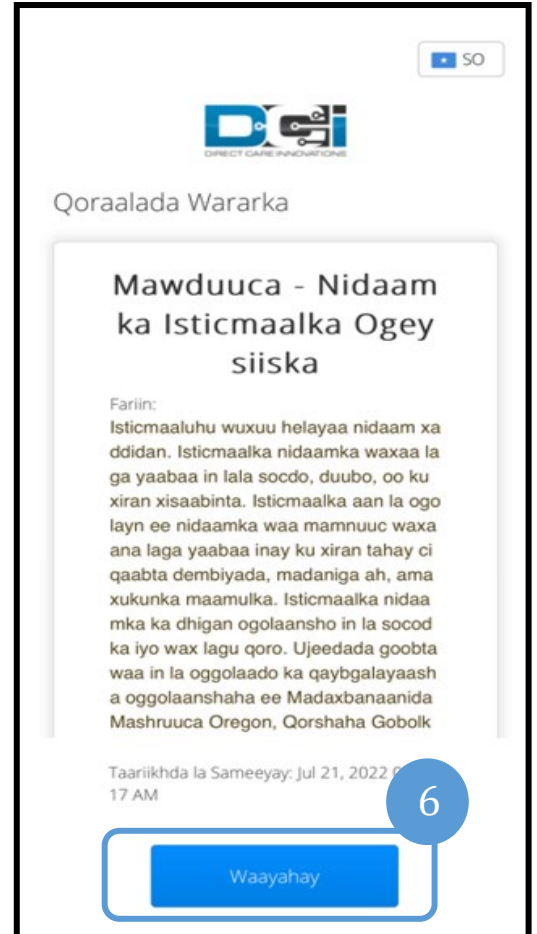 SO
DCi
DIRECT CARE INNOVATIONS
Qoraalada Wararka
Mawduuca - Nidaam
ka Isticmaalka Ogey
siiska
Fariin:
Isticmaaluhu wuxuu helayaa nidaam xa
ddidan. Isticmaalka nidaamka waxaa la
ga yaabaa in lala socdo, duubo, oo ku
xiran xisaabinta. Isticmaalka aan la ogo
layn ee nidaamka waa mamnuuc waxa
ana laga yaabaa inay ku xiran tahay ci
qaabta dembiyada, madaniga ah, ama
xukunka maamulka. Isticmaalka nidaa
mka ka dhigan ogolaansho in la socod
ka iyo wax lagu qoro. Ujeedada goobta
waa in la oggolaado ka qaybgalayaash
a oggolaanshaha ee Madaxbanaanida
Mashruuca Oregon, Qorshaha Gobolk
Taariikhda la Sameeyay: Jul 21, 2022
17 AM
6
Waayahay